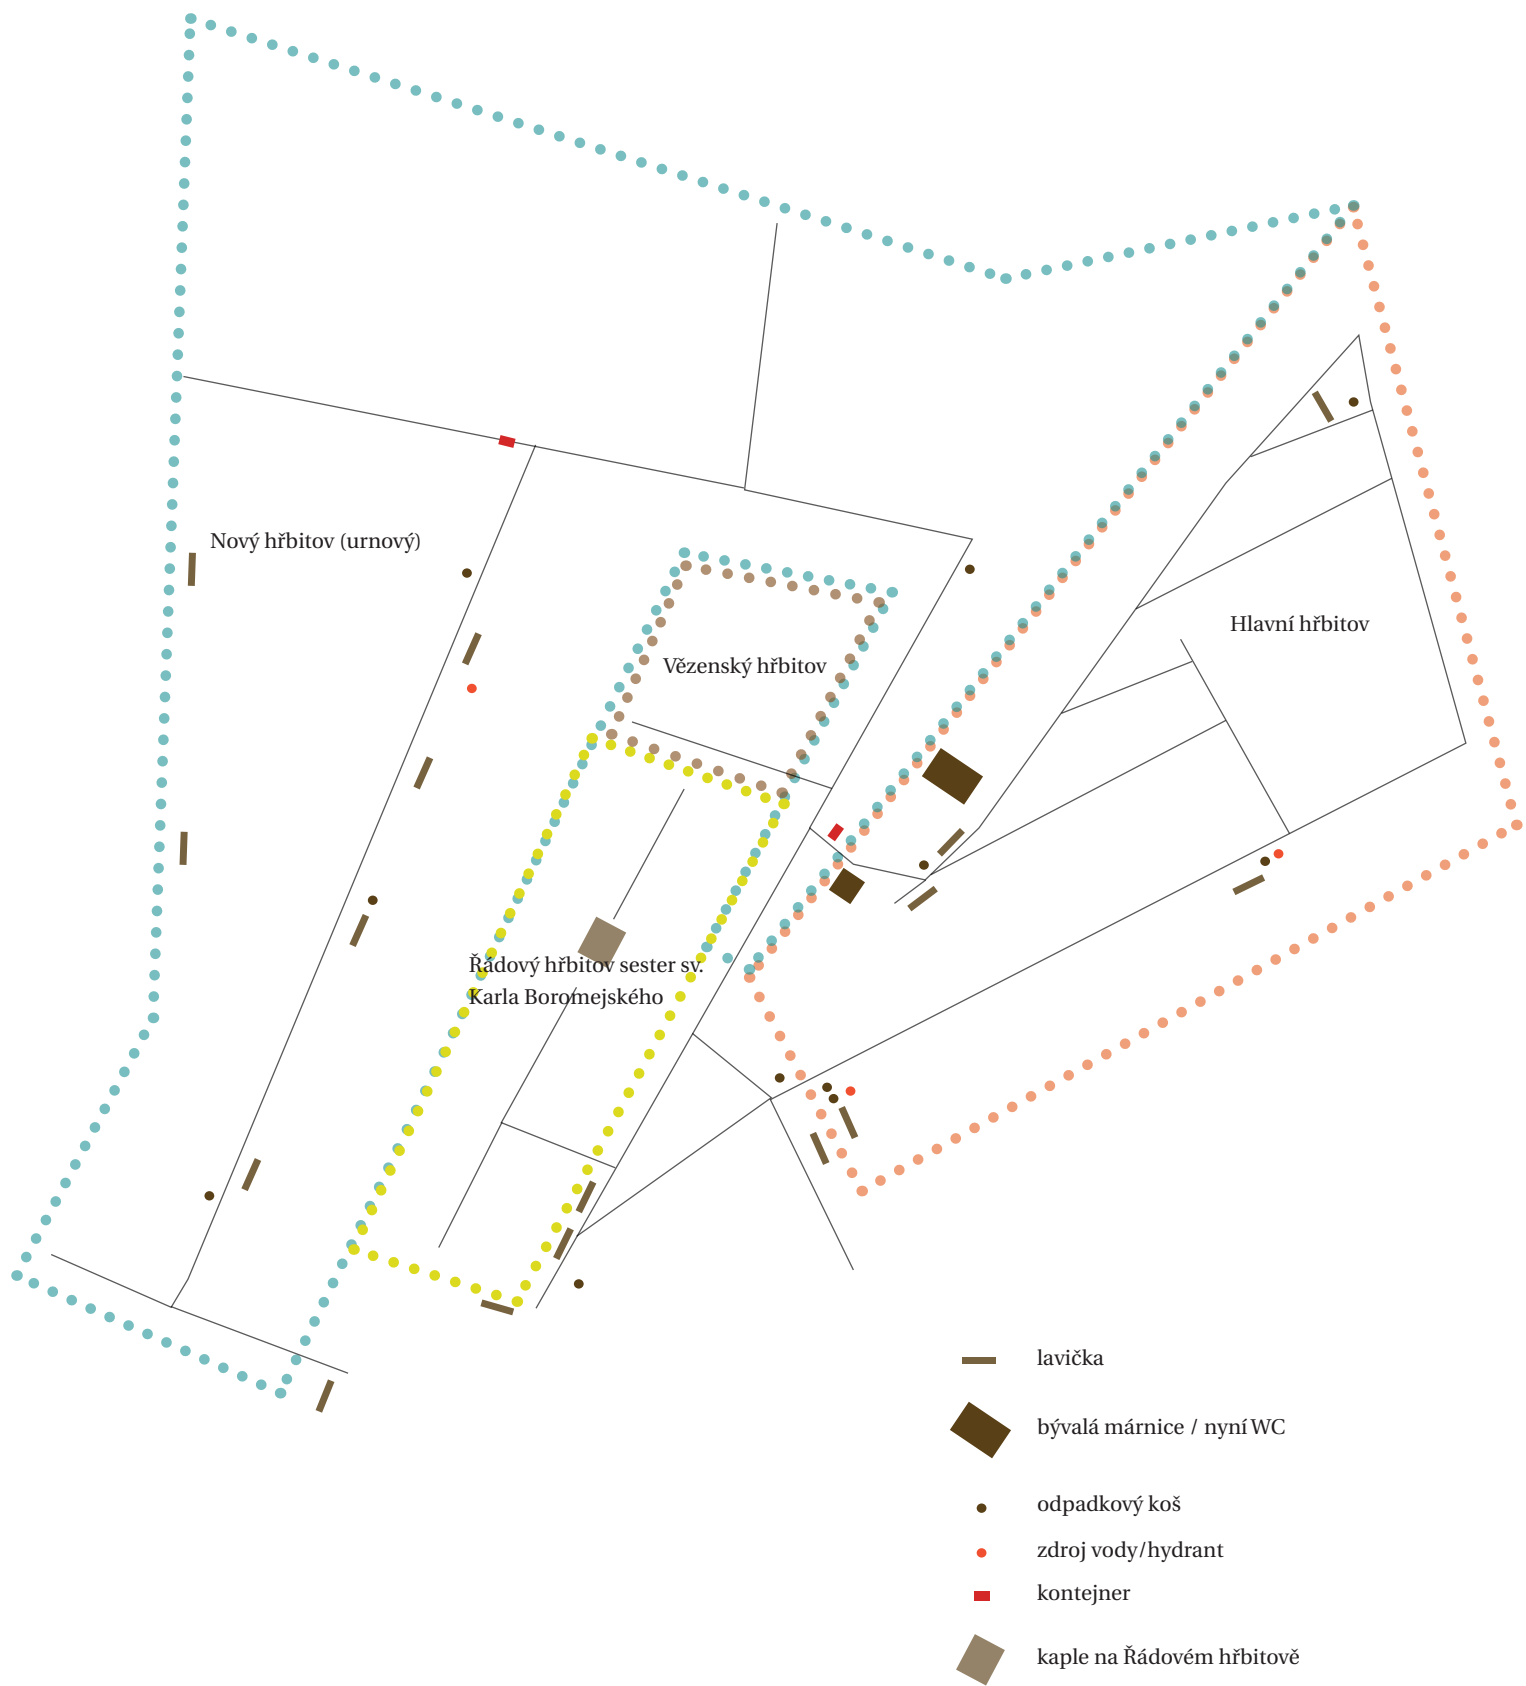 Nový hřbitov (urnový)
Hlavní hřbitov
Vězenský hřbitov
Řádový hřbitov sester sv.
Karla Boromejského
lavička
bývalá márnice / nyní WC
odpadkový koš
zdroj vody/hydrant
kontejner
kaple na Řádovém hřbitově